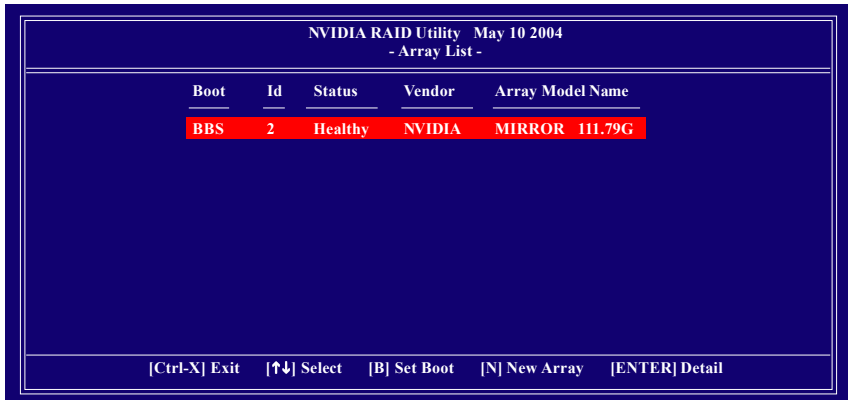 NVIDIA RAID Utility May 10 2004
- Array List -
Boot Id Status Vendor Array Model Name
BBS 2 Healthy NVIDIA MIRROR 111.79G
[Ctrl-X] Exit [↑↓] Select [B] Set Boot [N] New Array [ENTER] Detail